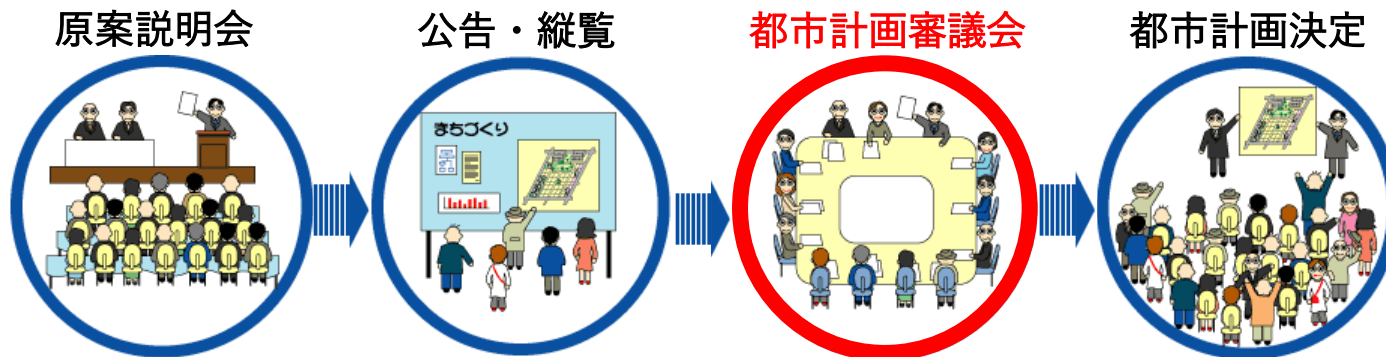 原案説明会
公告・縦覧
都市計画審議会
都市計画決定
まちづくり